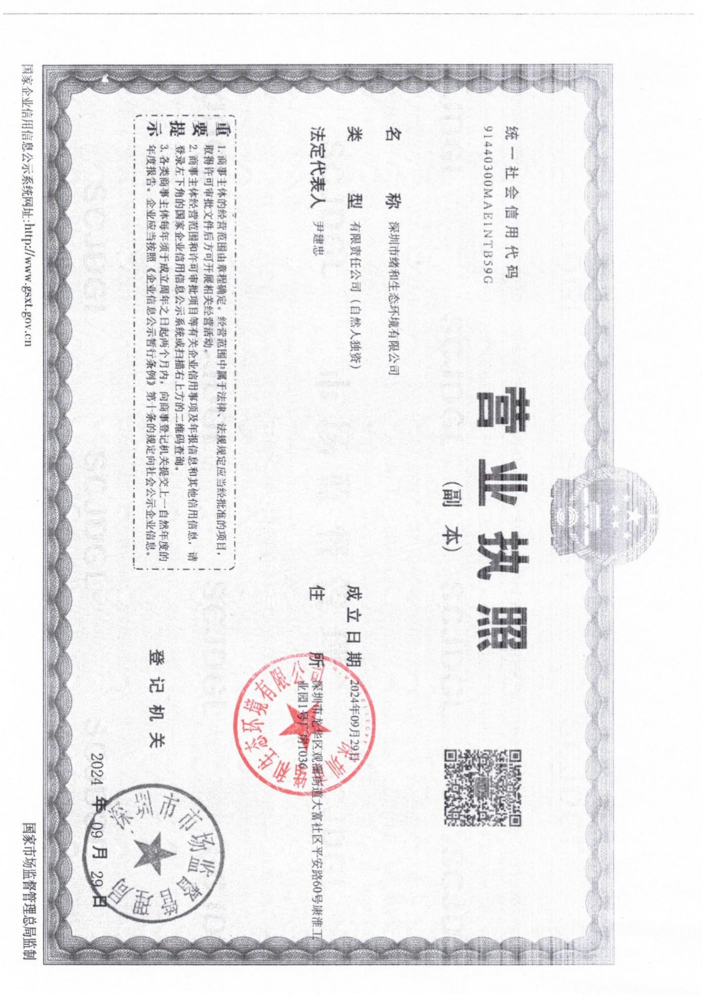 统一社会信用代码
91440300MAE1NTB59G
营业执照
(副 本)
名 称 深圳市绪和生态环境有限公司
类 型 有限责任公司（自然人独资）
法定代表人 尹建忠
成立日期 2024年09月29日
住 所 深圳市龙华区观澜街道大富社区平安路60号康淮工
业园1号厂房1036
重要提示
1. 商事主体的经营范围由章程确定。经营范围中属于法律、法规规定应当经批准的项目，
取得许可审批文件后方可开展相关经营活动。
2. 商事主体经营范围和许可审批项目等有关企业信用事项及年报信息和其他信用信息，请
登录左下角的国家企业信用信息公示系统或扫描右上方的二维码查询。
3. 各类商事主体每年须于成立周年之日起两个月内，向商事登记机关提交上一自然年度的
年度报告。企业应当按照《企业信息公示暂行条例》第十条的规定向社会公示企业信息。
深圳市绪和生态环境有限公司
登记机关
深圳市市场监督管理局
2024 年 09 月 29 日
国家企业信用信息公示系统网址:http://www.gsxt.gov.cn
国家市场监督管理总局监制